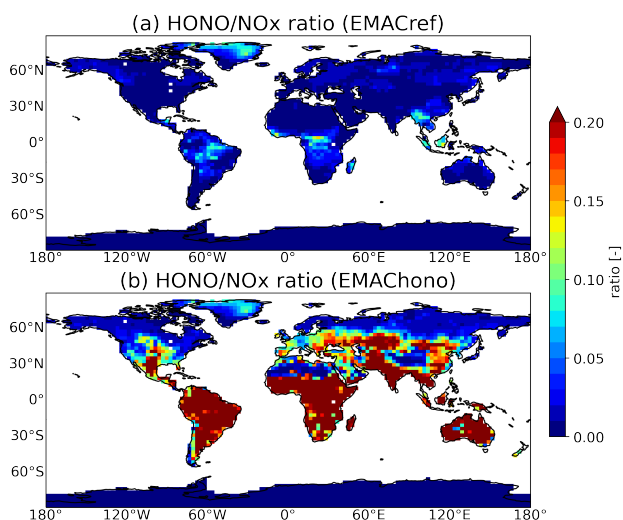 (a) HONO/NOx ratio (EMACref)
60°N
30°N
0°
30°S
60°S
180° 120°W 60°W 0° 60°E 120°E 180°
(b) HONO/NOx ratio (EMAChono)
60°N
30°N
0°
30°S
60°S
180° 120°W 60°W 0° 60°E 120°E 180°
0.20
0.15
0.10
0.05
0.00
ratio [-]